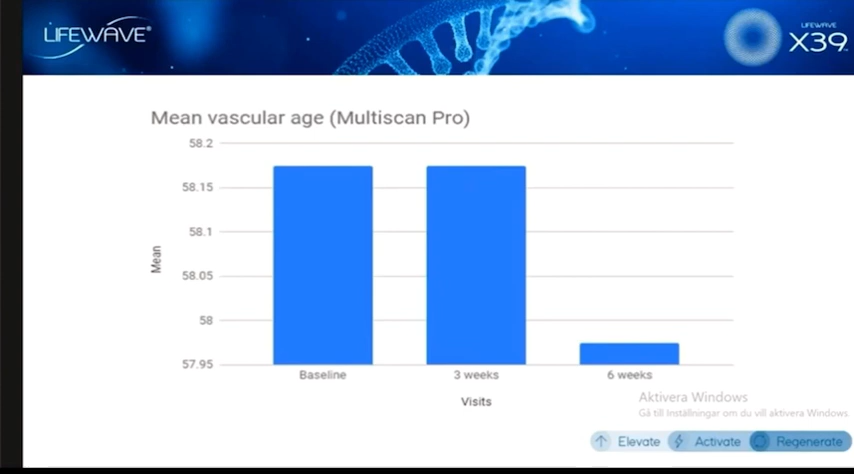 LIFEWAVE®
LIFEWAVE
X39™
Mean vascular age (Multiscan Pro)
58.2
58.15
58.1
58.05
58
57.95
Mean
Baseline
3 weeks
6 weeks
Visits
Aktivera Windows
Gå till Inställningar om du vill aktivera Windows.
Elevate
Activate
Regenerate